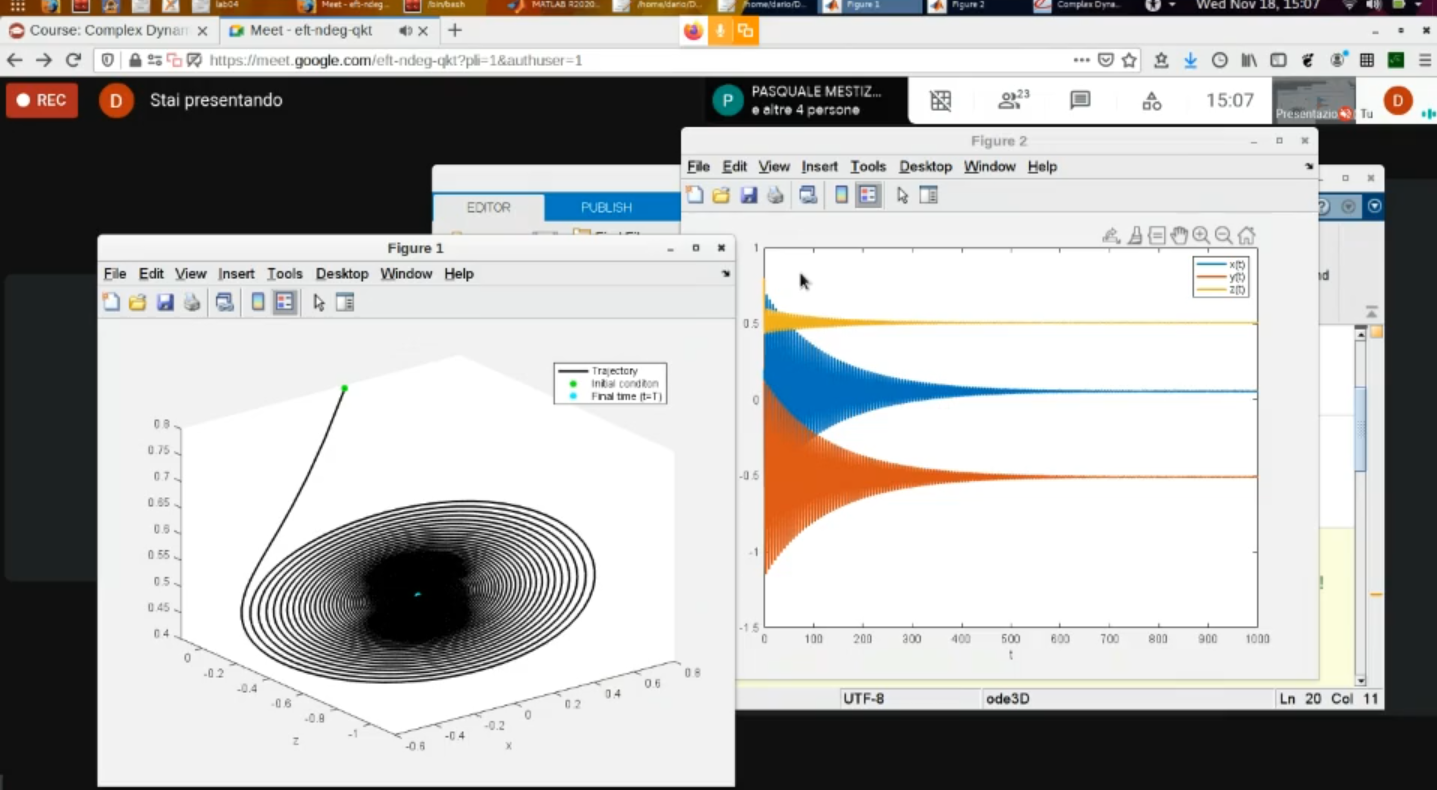 lab04
Meet - eft-ndeg...
/bin/bash
MATLAB R2020...
/home/dario/D...
/home/dario/D...
Figure 1
Figure 2
Complex Dyna...
Wed Nov 18, 15:07
Course: Complex Dynam
Meet - eft-ndeg-qkt
https://meet.google.com/eft-ndeg-qkt?pli=1&authuser=1
REC
D
Stai presentando
P
PASQUALE MESTIZ...
e altre 4 persone
23
15:07
Presentazio
Tu
D
Figure 2
File Edit View Insert Tools Desktop Window Help
EDITOR
PUBLISH
Figure 1
File Edit View Insert Tools Desktop Window Help
Trajectory
Initial conditon
Final time (t=T)
0.8
0.75
0.7
0.65
0.6
0.55
0.5
0.45
0.4
0
-0.2
-0.4
-0.6
-0.8
-1
z
-0.6
-0.4
-0.2
0
0.2
0.4
0.6
0.8
x
x(t)
y(t)
z(t)
1
0.5
0
-0.5
-1
-1.5
0 100 200 300 400 500 600 700 800 900 1000
t
UTF-8
ode3D
Ln 20 Col 11